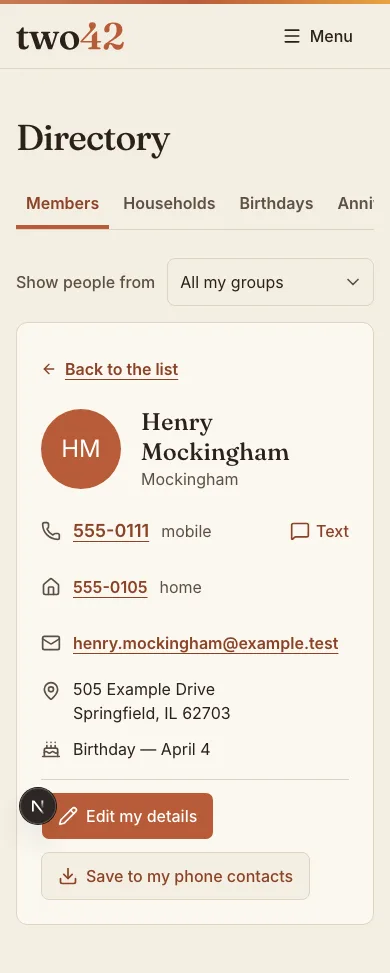 two42
Menu
Directory
Members Households Birthdays Anni
Show people from All my groups
Back to the list
HM
Henry
Mockingham
Mockingham
555-0111 mobile Text
555-0105 home
henry.mockingham@example.test
505 Example Drive
Springfield, IL 62703
Birthday — April 4
N
Edit my details
Save to my phone contacts